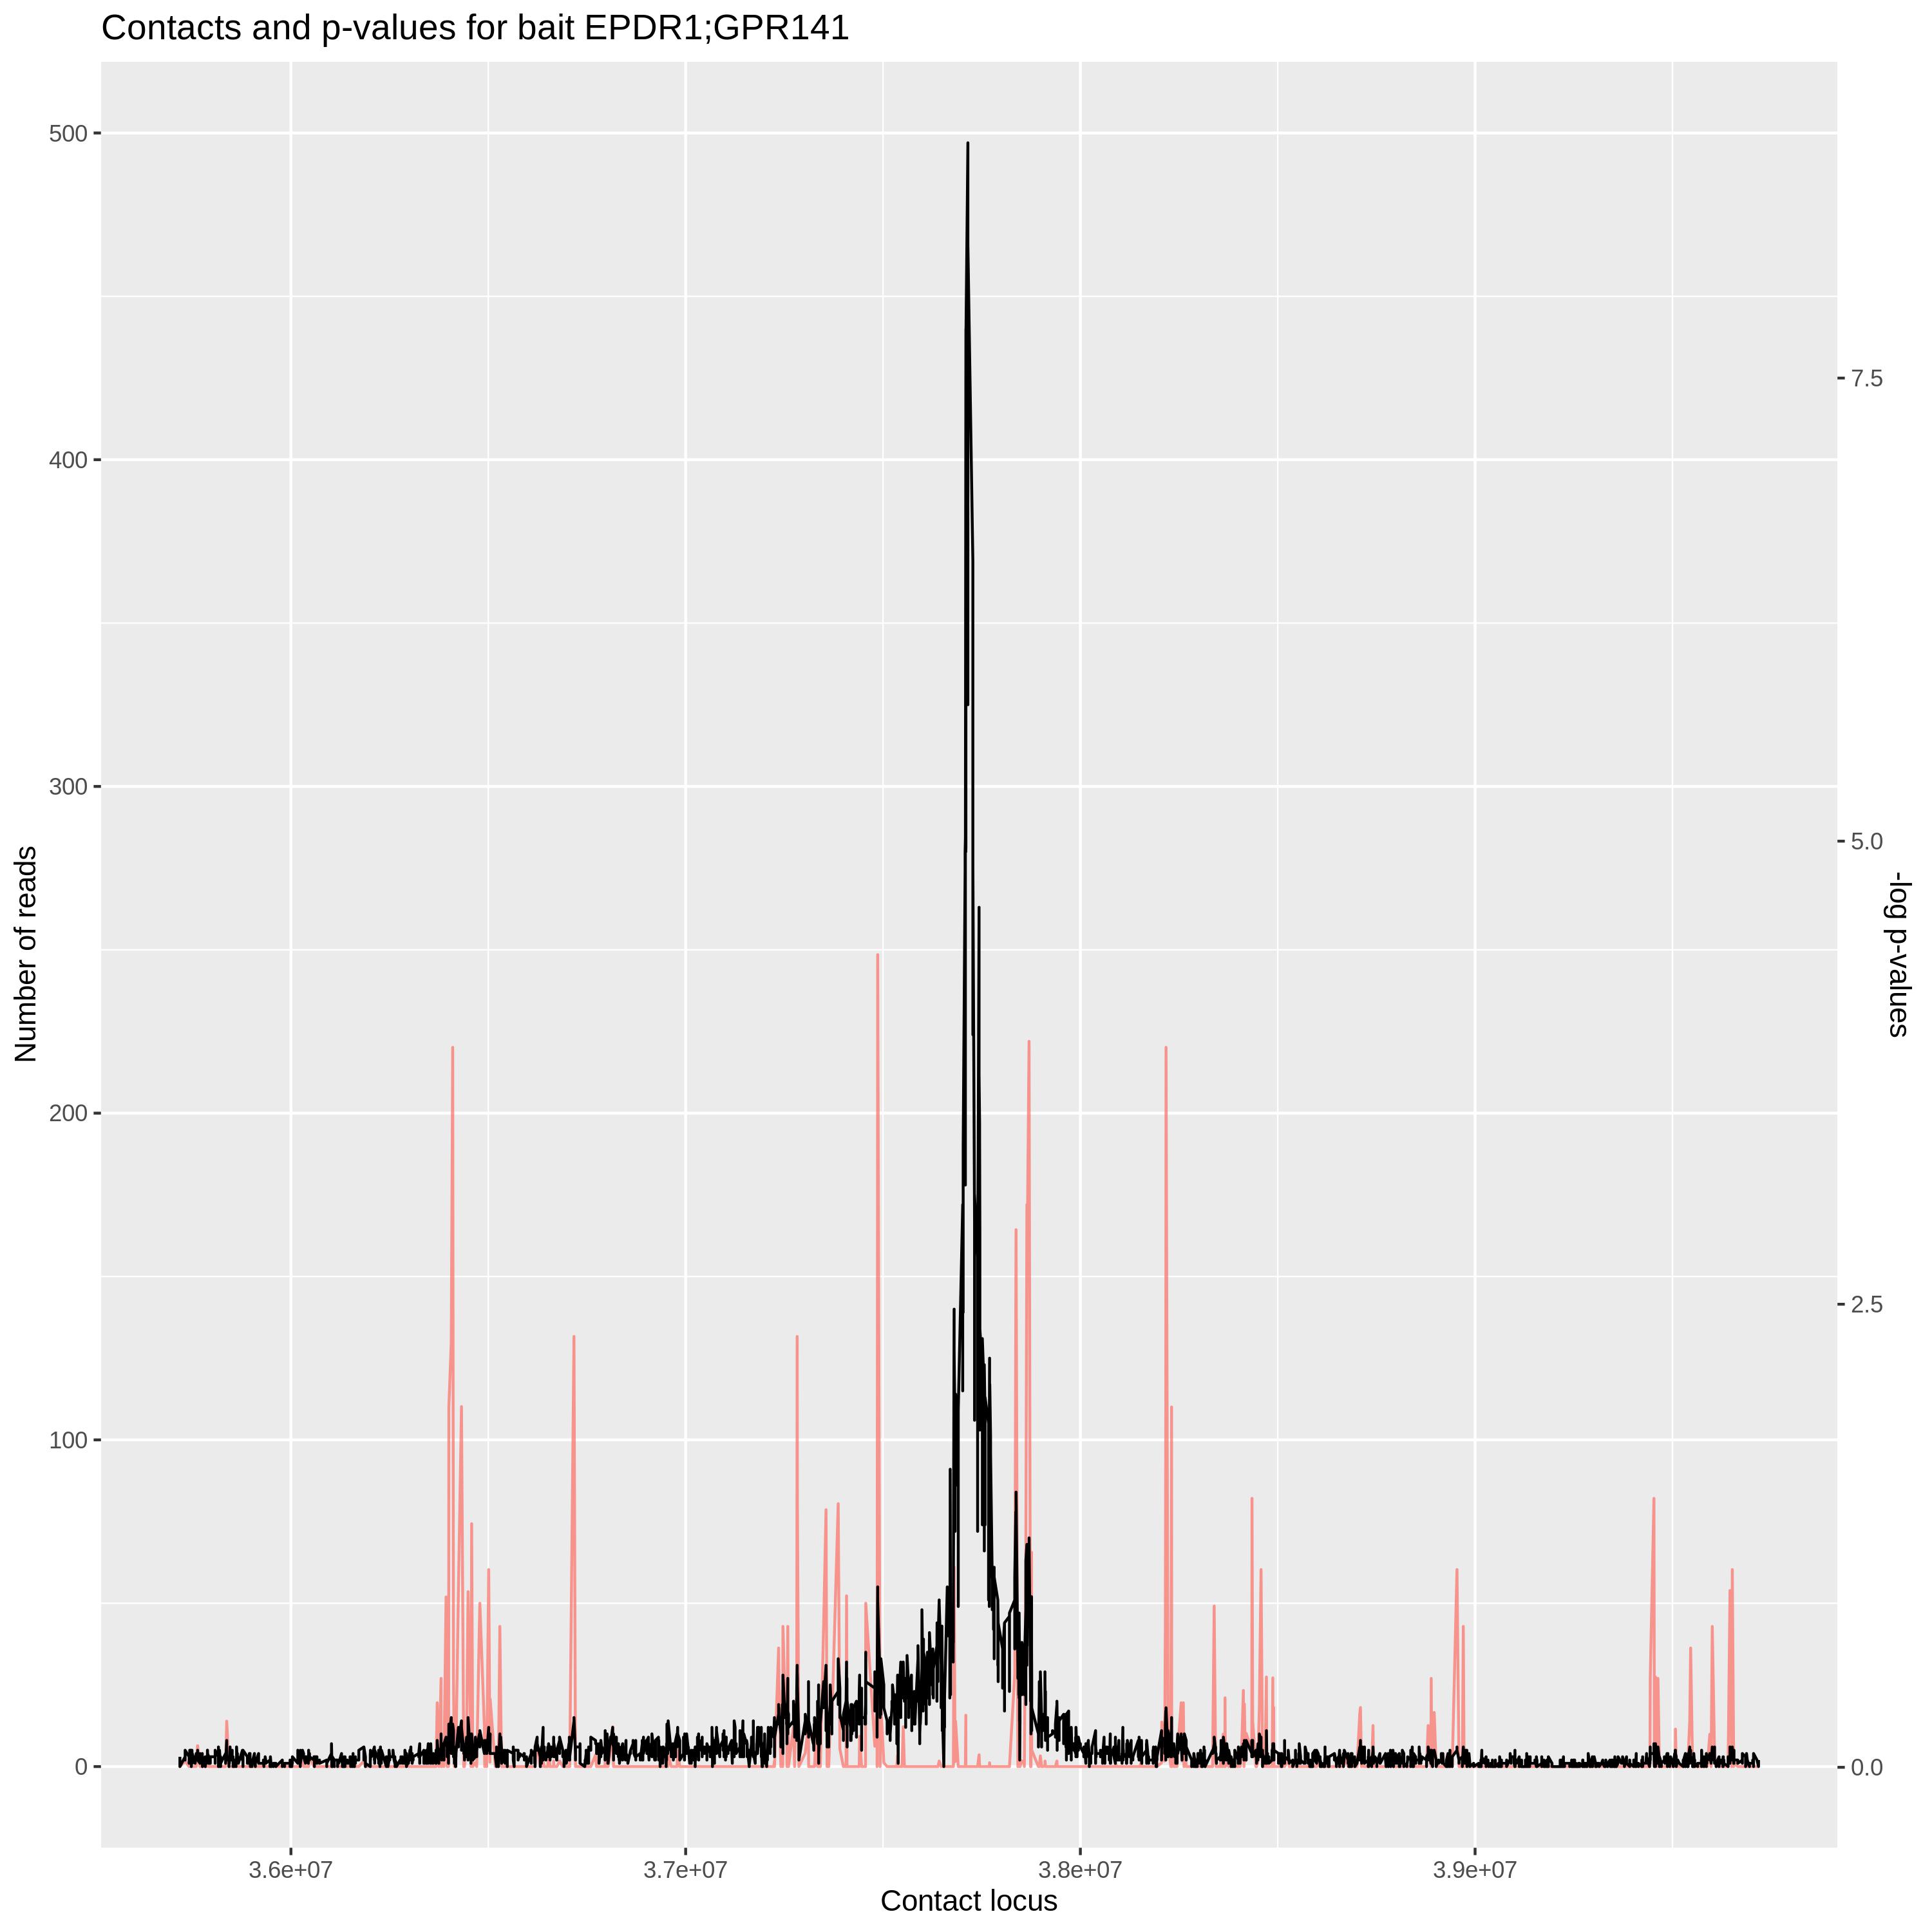 Contacts and p-values for bait EPDR1;GPR141
500
400
300
200
100
0
Number of reads
7.5
5.0
2.5
0.0
-log p-values
3.6e+07
3.7e+07
3.8e+07
3.9e+07
Contact locus